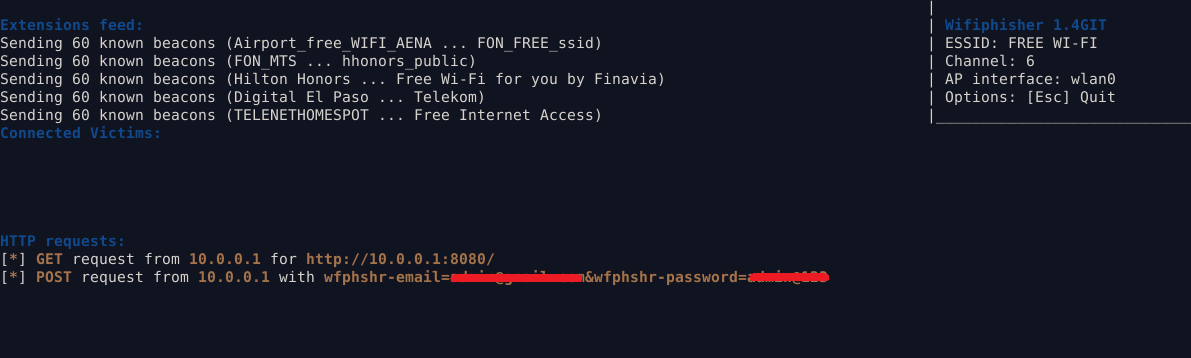 Extensions feed:
Sending 60 known beacons (Airport_free_WIFI_AENA ... FON_FREE_ssid)
Sending 60 known beacons (FON_MTS ... hhonors_public)
Sending 60 known beacons (Hilton Honors ... Free Wi-Fi for you by Finavia)
Sending 60 known beacons (Digital El Paso ... Telekom)
Sending 60 known beacons (TELENETHOMESPOT ... Free Internet Access)
Connected Victims:
Wifiphisher 1.4GIT
ESSID: FREE WI-FI
Channel: 6
AP interface: wlan0
Options: [Esc] Quit
HTTP requests:
[*] GET request from 10.0.0.1 for http://10.0.0.1:8080/
[*] POST request from 10.0.0.1 with wfphshr-email= &wfphshr-password=